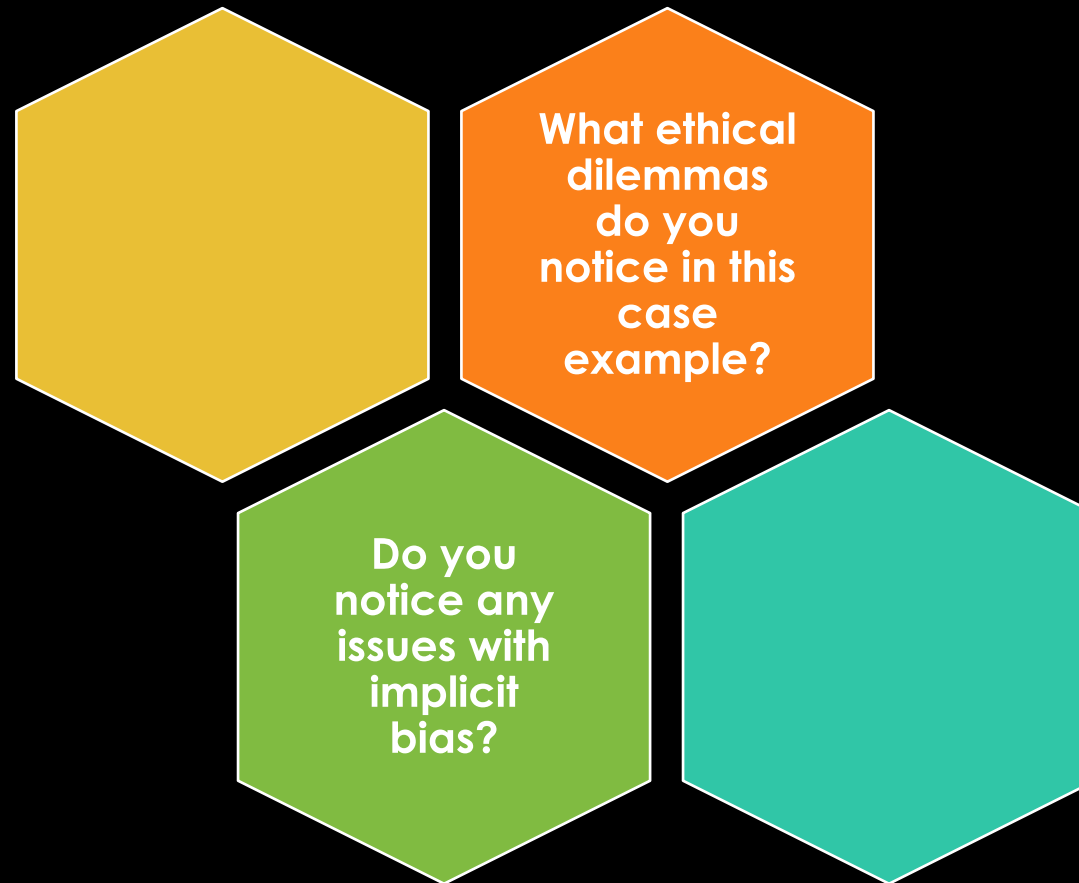 What ethical
dilemmas
do you
notice in this
case
example?
Do you
notice any
issues with
implicit
bias?